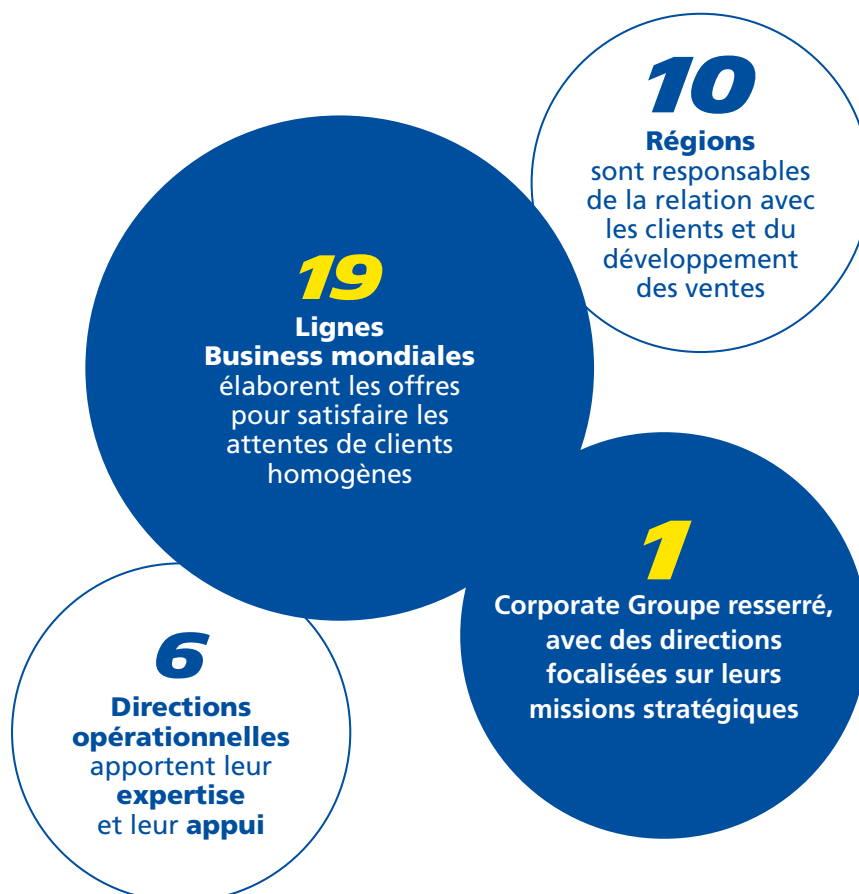 10
Régions
sont responsables
de la relation avec
les clients et du
développement
des ventes
19
Lignes
Business mondiales
élaborent les offres
pour satisfaire les
attentes de clients
homogènes
1
Corporate Groupe resserré,
avec des directions
focalisées sur leurs
missions stratégiques
6
Directions
opérationnelles
apportent leur
expertise
et leur appui